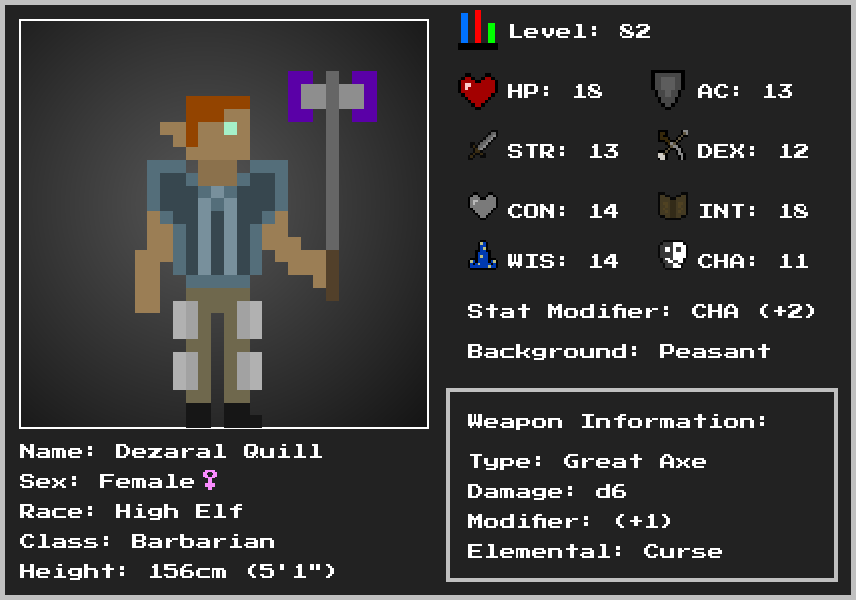 Level: 82
HP: 18
AC: 13
STR: 13
DEX: 12
CON: 14
INT: 18
WIS: 14
CHA: 11
Stat Modifier: CHA (+2)
Background: Peasant
Weapon Information:
Type: Great Axe
Damage: d6
Modifier: (+1)
Elemental: Curse
Name: Dezaral Quill
Sex: Female♀
Race: High Elf
Class: Barbarian
Height: 156cm (5'1")